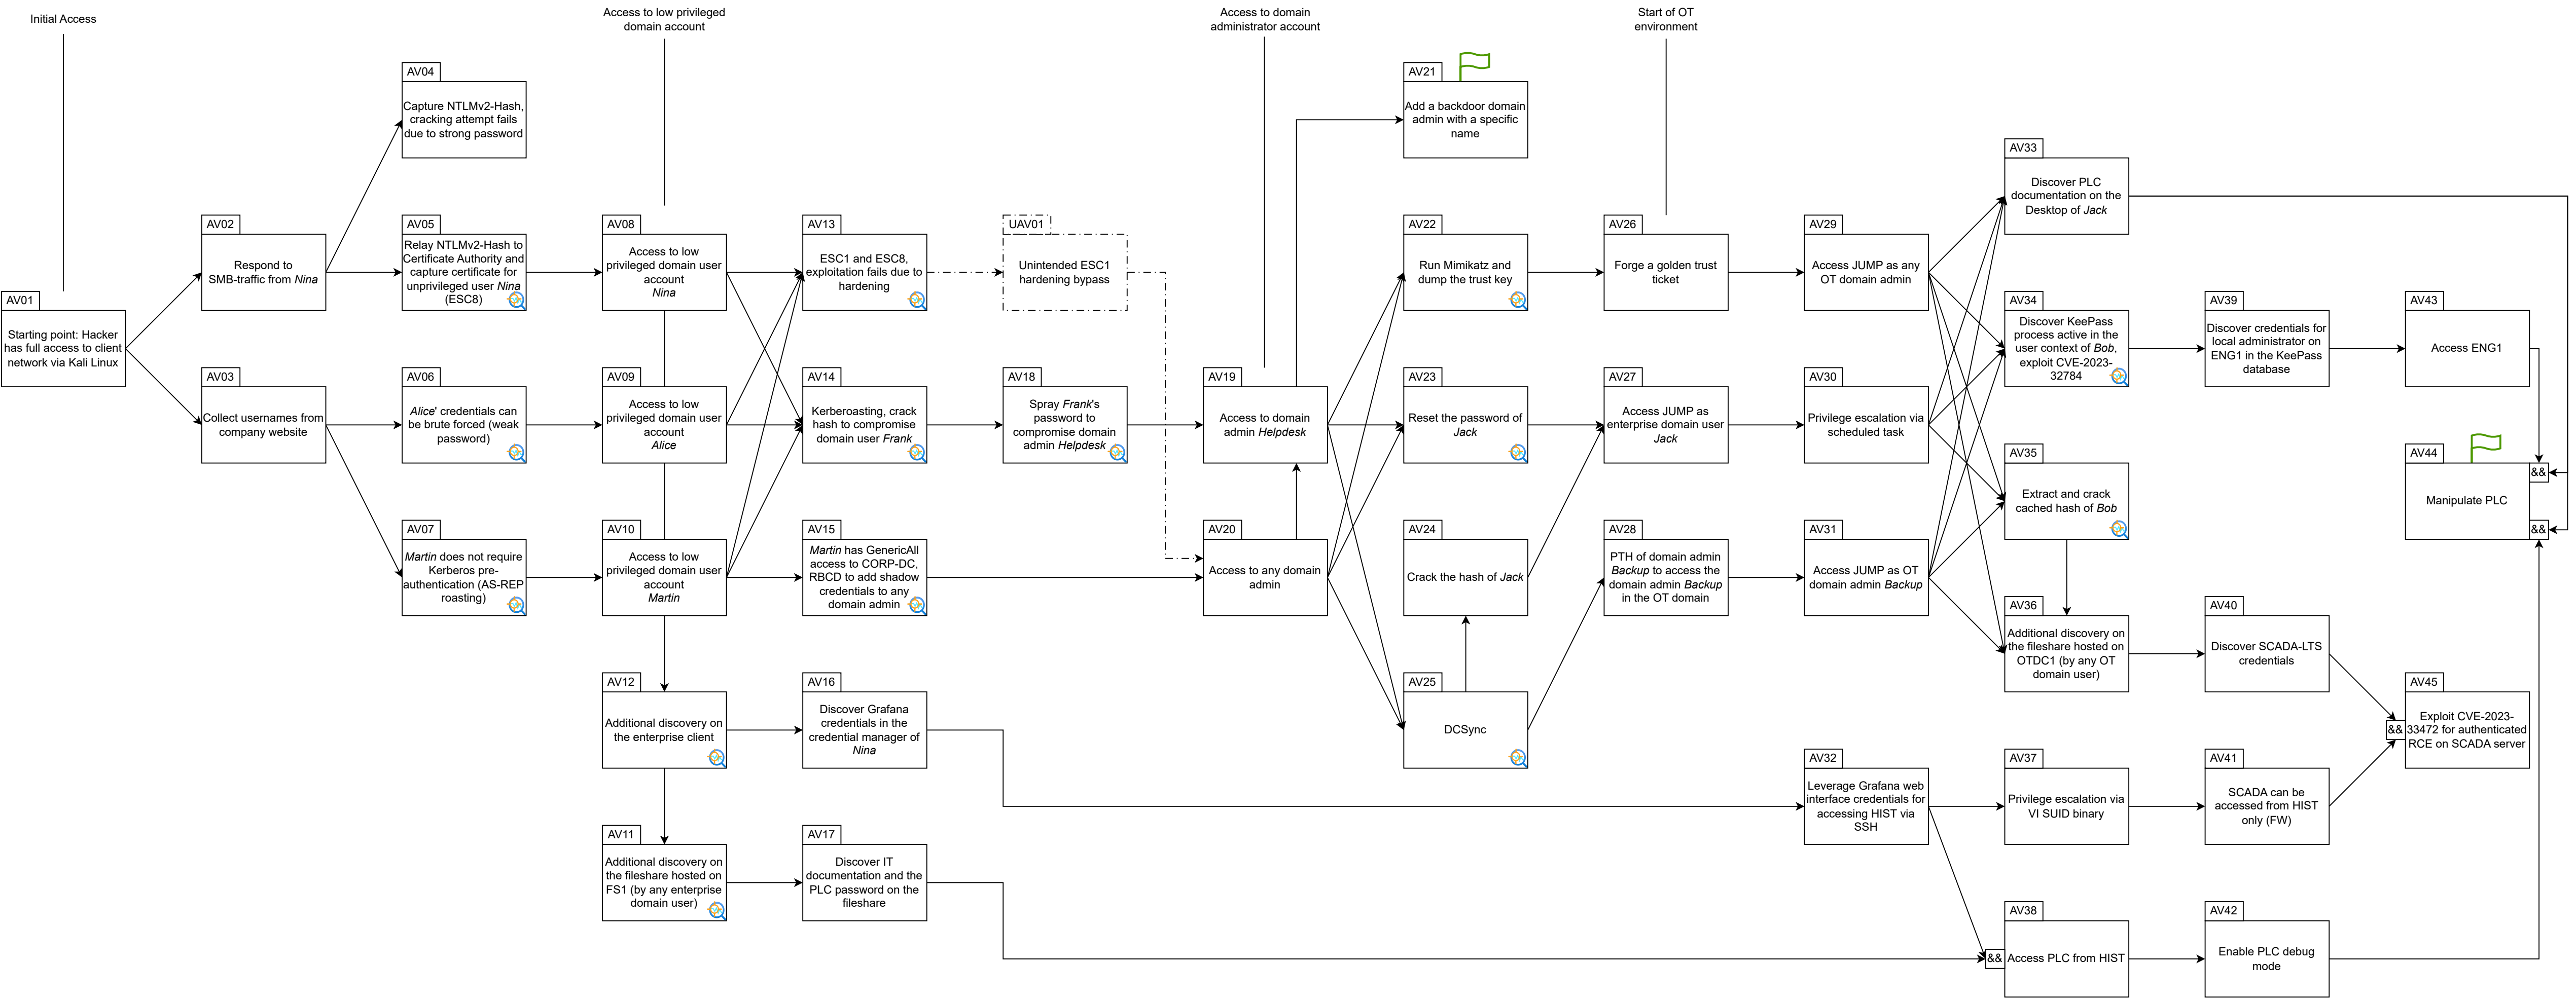 Initial Access
Access to low privileged
domain account
Access to domain
administrator account
Start of OT
environment
AV01
Starting point: Hacker
has full access to client
network via Kali Linux
AV02
Respond to
SMB-traffic from Nina
AV03
Collect usernames from
company website
AV04
Capture NTLMv2-Hash,
cracking attempt fails
due to strong password
AV05
Relay NTLMv2-Hash to
Certificate Authority and
capture certificate for
unprivileged user Nina
(ESC8)
AV06
Alice' credentials can
be brute forced (weak
password)
AV07
Martin does not require
Kerberos pre-
authentication (AS-REP
roasting)
AV08
Access to low
privileged domain user
account
Nina
AV09
Access to low
privileged domain user
account
Alice
AV10
Access to low
privileged domain user
account
Martin
AV12
Additional discovery on
the enterprise client
AV11
Additional discovery on
the fileshare hosted on
FS1 (by any enterprise
domain user)
AV13
ESC1 and ESC8,
exploitation fails due to
hardening
AV14
Kerberoasting, crack
hash to compromise
domain user Frank
AV15
Martin has GenericAll
access to CORP-DC,
RBCD to add shadow
credentials to any
domain admin
AV16
Discover Grafana
credentials in the
credential manager of
Nina
AV17
Discover IT
documentation and the
PLC password on the
fileshare
UAV01
Unintended ESC1
hardening bypass
AV18
Spray Frank's
password to
compromise domain
admin Helpdesk
AV19
Access to domain
admin Helpdesk
AV20
Access to any domain
admin
AV21
Add a backdoor domain
admin with a specific
name
AV22
Run Mimikatz and
dump the trust key
AV23
Reset the password of
Jack
AV24
Crack the hash of Jack
AV25
DCSync
AV26
Forge a golden trust
ticket
AV27
Access JUMP as
enterprise domain user
Jack
AV28
PTH of domain admin
Backup to access the
domain admin Backup
in the OT domain
AV29
Access JUMP as any
OT domain admin
AV30
Privilege escalation via
scheduled task
AV31
Access JUMP as OT
domain admin Backup
AV32
Leverage Grafana web
interface credentials for
accessing HIST via
SSH
AV33
Discover PLC
documentation on the
Desktop of Jack
AV34
Discover KeePass
process active in the
user context of Bob,
exploit CVE-2023-
32784
AV35
Extract and crack
cached hash of Bob
AV36
Additional discovery on
the fileshare hosted on
OTDC1 (by any OT
domain user)
AV37
Privilege escalation via
VI SUID binary
AV38
&&
Access PLC from HIST
AV39
Discover credentials for
local administrator on
ENG1 in the KeePass
database
AV40
Discover SCADA-LTS
credentials
AV41
SCADA can be
accessed from HIST
only (FW)
AV42
Enable PLC debug
mode
AV43
Access ENG1
AV44
&&
Manipulate PLC
&&
AV45
&&
Exploit CVE-2023-
33472 for authenticated
RCE on SCADA server